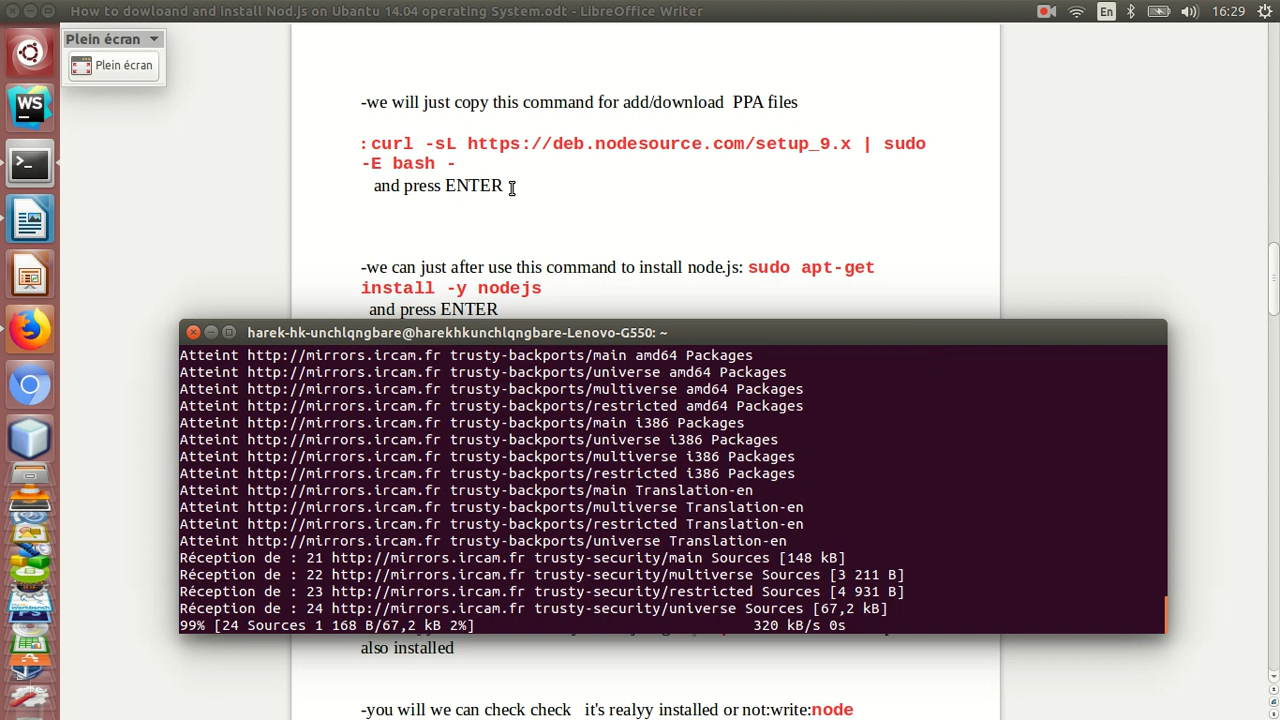 How to dowloand and install Nod.js on Ubantu 14.04 operating System.odt - LibreOffice Writer
En
16:29
Plein écran
Plein écran
WS
-we will just copy this command for add/download PPA files
:curl -sL https://deb.nodesource.com/setup_9.x | sudo
-E bash -
and press ENTER
-we can just after use this command to install node.js: sudo apt-get
install -y nodejs
and press ENTER
harek-hk-unchlqngbare@harekhkunchlqngbare-Lenovo-G550: ~
Atteint http://mirrors.ircam.fr trusty-backports/main amd64 Packages
Atteint http://mirrors.ircam.fr trusty-backports/universe amd64 Packages
Atteint http://mirrors.ircam.fr trusty-backports/multiverse amd64 Packages
Atteint http://mirrors.ircam.fr trusty-backports/restricted amd64 Packages
Atteint http://mirrors.ircam.fr trusty-backports/main i386 Packages
Atteint http://mirrors.ircam.fr trusty-backports/universe i386 Packages
Atteint http://mirrors.ircam.fr trusty-backports/multiverse i386 Packages
Atteint http://mirrors.ircam.fr trusty-backports/restricted i386 Packages
Atteint http://mirrors.ircam.fr trusty-backports/main Translation-en
Atteint http://mirrors.ircam.fr trusty-backports/multiverse Translation-en
Atteint http://mirrors.ircam.fr trusty-backports/restricted Translation-en
Atteint http://mirrors.ircam.fr trusty-backports/universe Translation-en
Réception de : 21 http://mirrors.ircam.fr trusty-security/main Sources [148 kB]
Réception de : 22 http://mirrors.ircam.fr trusty-security/multiverse Sources [3 211 B]
Réception de : 23 http://mirrors.ircam.fr trusty-security/restricted Sources [4 931 B]
Réception de : 24 http://mirrors.ircam.fr trusty-security/universe Sources [67,2 kB]
99% [24 Sources 1 168 B/67,2 kB 2%] 320 kB/s 0s
also installed
-you will we can check check it's realyy installed or not:write:node